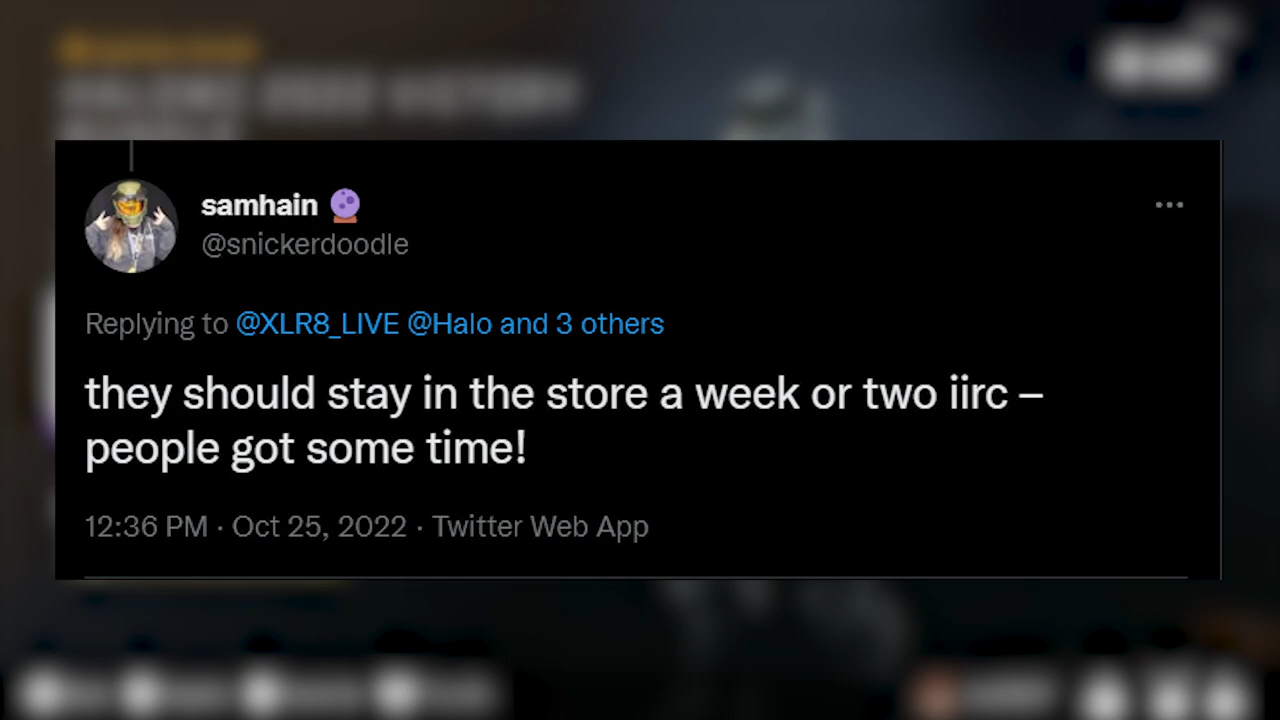 samhain 🔮
@snickerdoodle
Replying to @XLR8_LIVE @Halo and 3 others
they should stay in the store a week or two iirc –
people got some time!
12:36 PM · Oct 25, 2022 · Twitter Web App